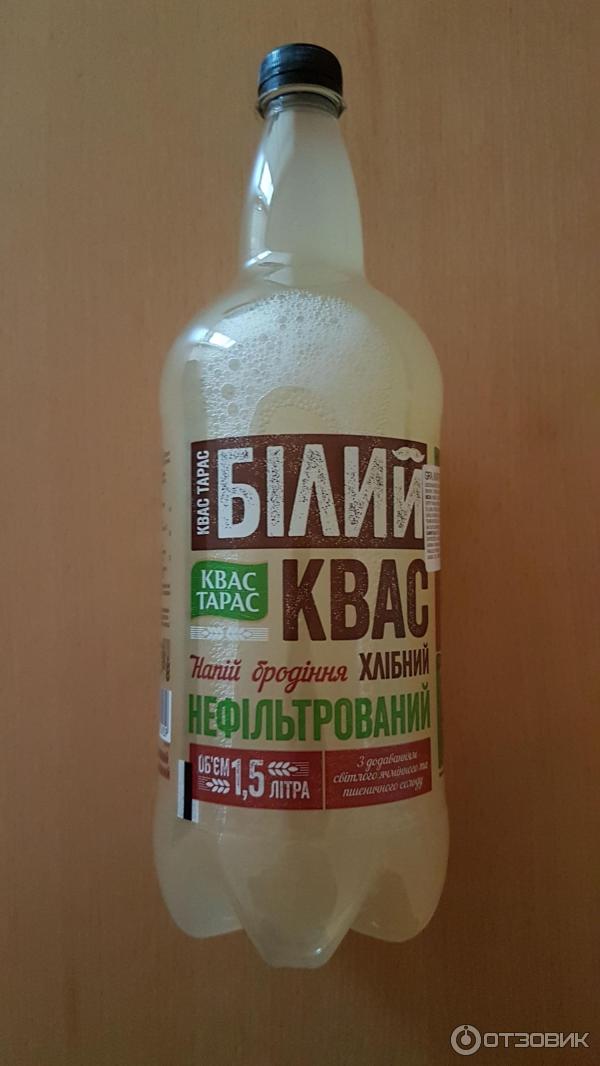 КВАС ТАРАС
БІЛИЙ
КВАС
ТАРАС
КВАС
Напій бродіння ХЛІБНИЙ
НЕФІЛЬТРОВАНИЙ
ОБ'ЄМ 1,5 ЛІТРА
З додаванням
світлого ячмінного та
пшеничного солоду
ОТЗОВИК